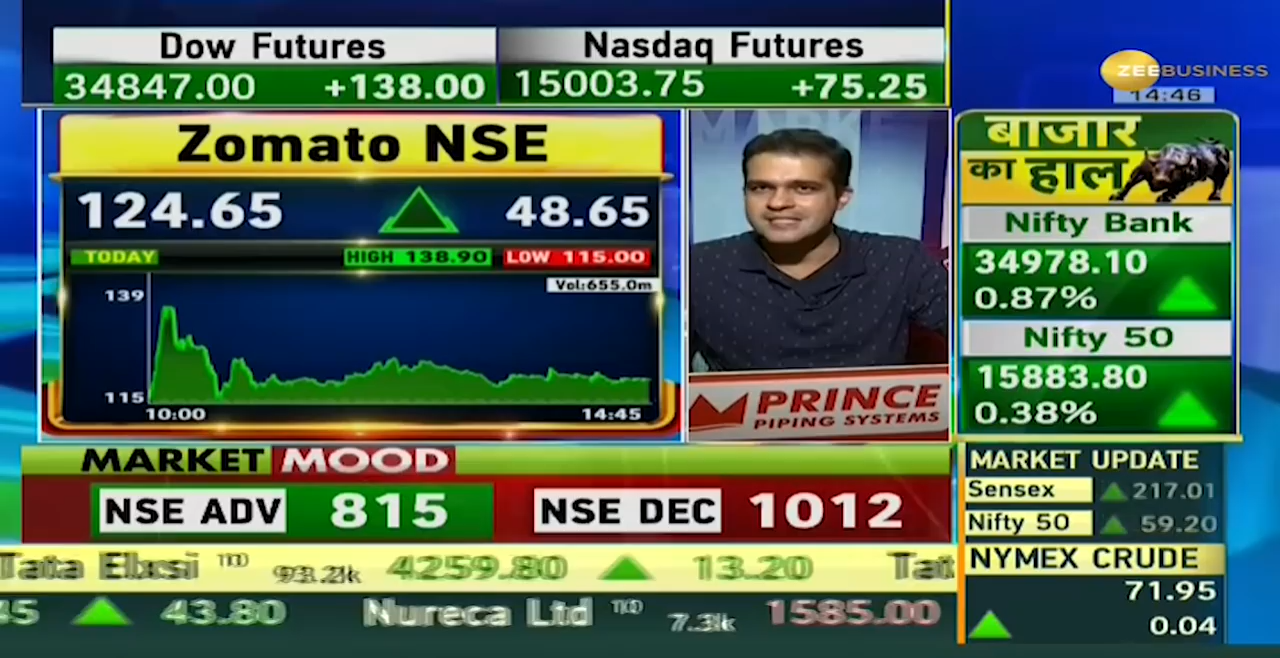 Dow Futures
34847.00 +138.00
Nasdaq Futures
15003.75 +75.25
ZEEBUSINESS
14:46
Zomato NSE
124.65 48.65
TODAY HIGH 138.90 LOW 115.00
Vol:655.0m
139
115
10:00 14:45
MARKE
PRINCE
PIPING SYSTEMS
बाजार
का हाल
Nifty Bank
34978.10
0.87%
Nifty 50
15883.80
0.38%
MARKET MOOD
NSE ADV 815 NSE DEC 1012
MARKET UPDATE
Sensex 217.01
Nifty 50 59.20
NYMEX CRUDE
71.95
0.04
Tata Elxsi 93.2k 4259.80 13.20 Tat
45 43.80 Nureca Ltd 7.3k 1585.00